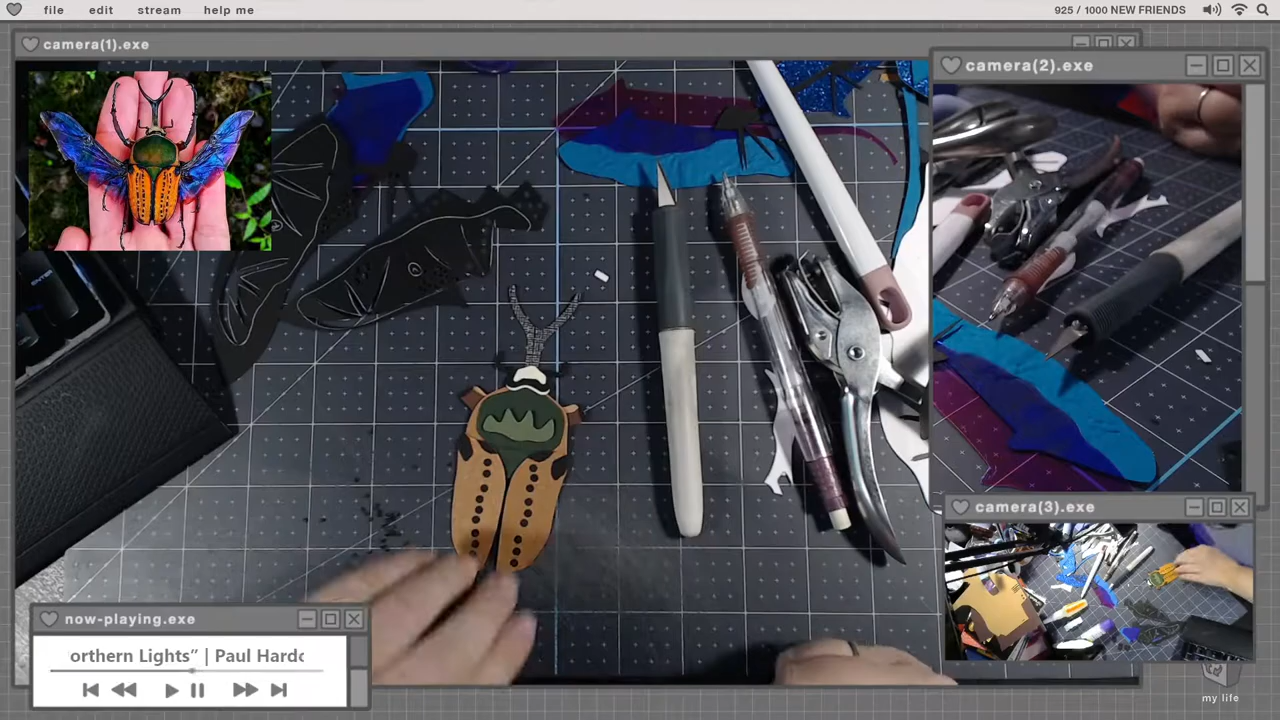 file edit stream help me
925 / 1000 NEW FRIENDS
camera(1).exe
camera(2).exe
camera(3).exe
now-playing.exe
orthern Lights” | Paul Hardc
my life